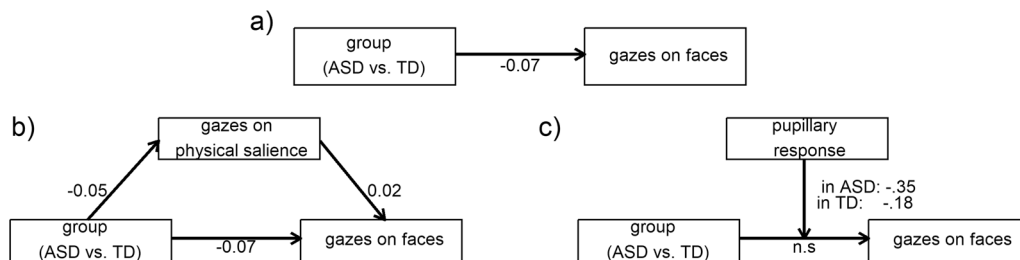 a)
group
(ASD vs. TD)
-0.07
gazes on faces
b)
gazes on
physical salience
-0.05
0.02
group
(ASD vs. TD)
-0.07
gazes on faces
c)
pupillary
response
in ASD: -.35
in TD: -.18
group
(ASD vs. TD)
n.s
gazes on faces